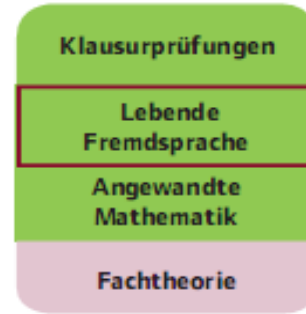 Klausurprüfungen
Lebende
Fremdsprache
Angewandte
Mathematik
Fachtheorie